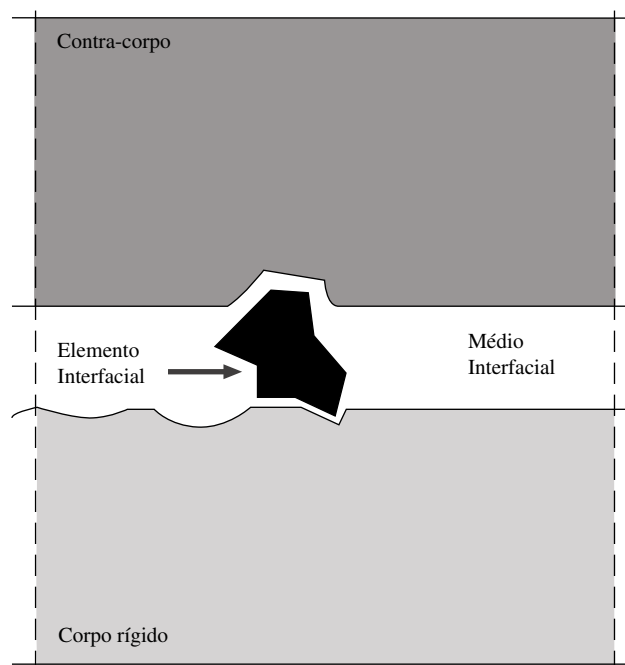 Contra-corpo
Elemento
Interfacial
Médio
Interfacial
Corpo rígido